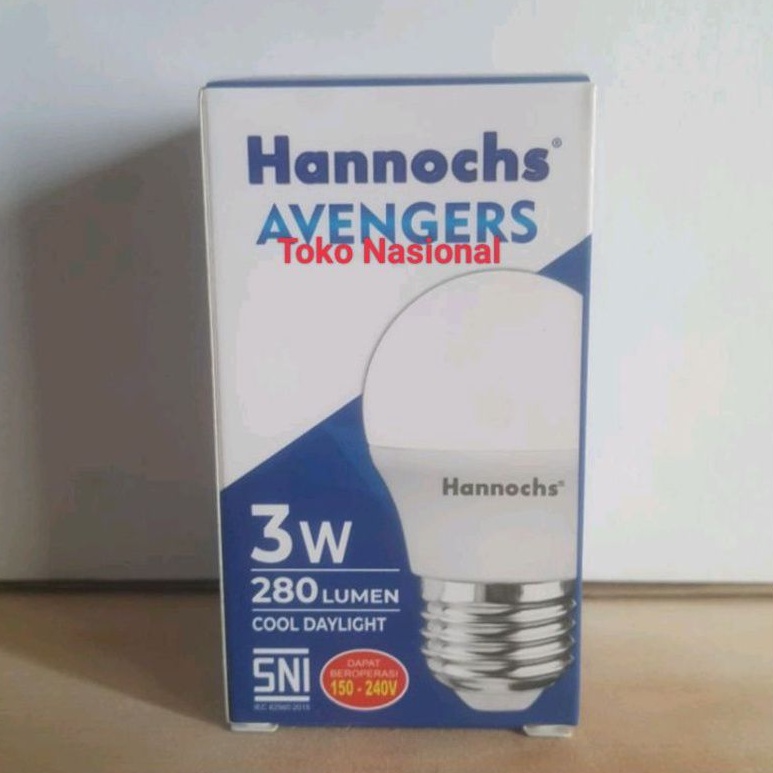 Hannochs®
AVENGERS
Toko Nasional
Hannochs®
3W
280 LUMEN
COOL DAYLIGHT
SNI
DAPAT
BEROPERASI
150 - 240V